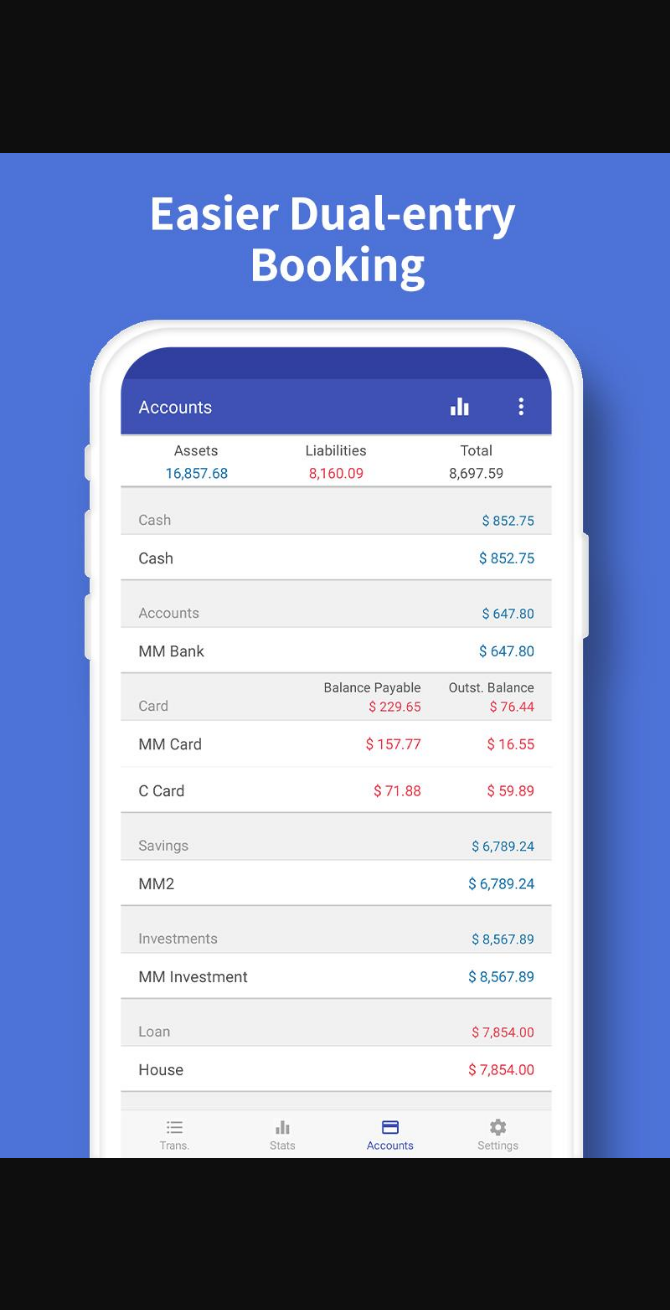 Easier Dual-entry
Booking
Accounts
Assets Liabilities Total
16,857.68 8,160.09 8,697.59
Cash $ 852.75
Cash $ 852.75
Accounts $ 647.80
MM Bank $ 647.80
Balance Payable Outst. Balance
Card $ 229.65 $ 76.44
MM Card $ 157.77 $ 16.55
C Card $ 71.88 $ 59.89
Savings $ 6,789.24
MM2 $ 6,789.24
Investments $ 8,567.89
MM Investment $ 8,567.89
Loan $ 7,854.00
House $ 7,854.00
Trans. Stats Accounts Settings